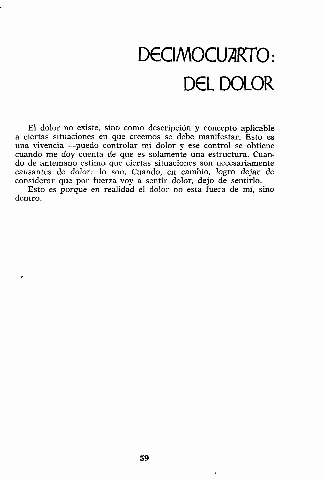 DECIMOCUARTO:
DEL DOLOR
El dolor no existe, sino como descripción y concepto aplicable
a ciertas situaciones en que creemos se debe manifestar. Esto es
una vivencia —puedo controlar mi dolor y ese control se obtiene
cuando me doy cuenta de que es solamente una estructura. Cuan-
do de antemano estimo que ciertas situaciones son necesariamente
causantes de dolor: lo son. Cuando, en cambio, logro dejar de
considerar que por fuerza voy a sentir dolor, dejo de sentirlo.
Esto es porque en realidad el dolor no esta fuera de mí, sino
dentro.
59